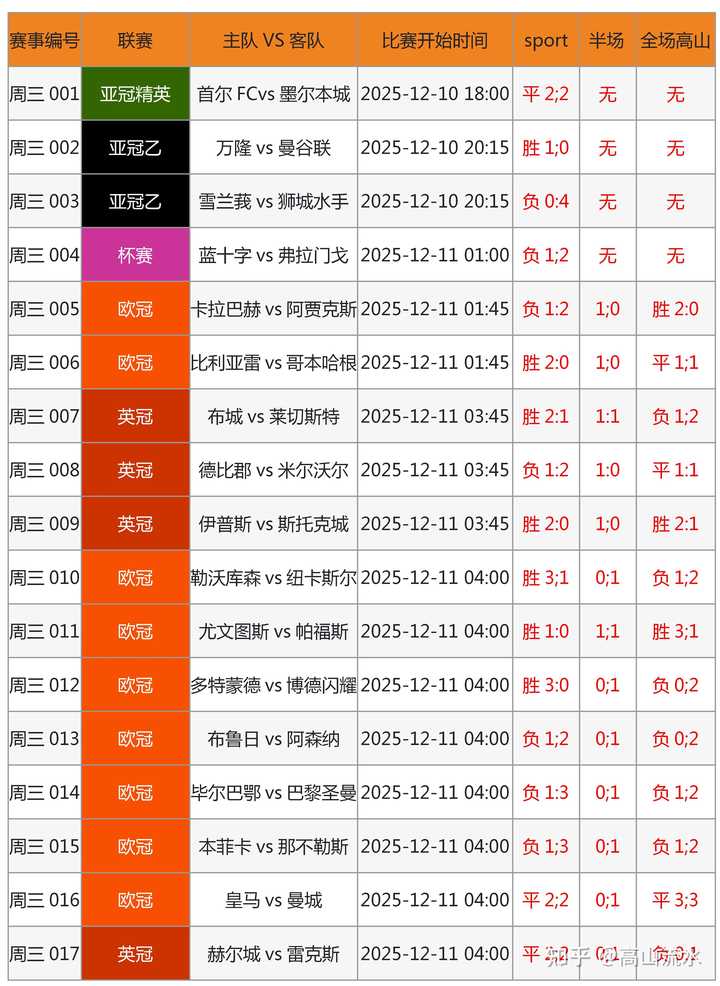 赛事编号 联赛 主队 VS 客队 比赛开始时间 sport 半场 全场高山
周三 001 亚冠精英 首尔 FCvs 墨尔本城 2025-12-10 18:00 平 2;2 无 无
周三 002 亚冠乙 万隆 vs 曼谷联 2025-12-10 20:15 胜 1;0 无 无
周三 003 亚冠乙 雪兰莪 vs 狮城水手 2025-12-10 20:15 负 0:4 无 无
周三 004 杯赛 蓝十字 vs 弗拉门戈 2025-12-11 01:00 负 1;2 无 无
周三 005 欧冠 卡拉巴赫 vs 阿贾克斯 2025-12-11 01:45 负 1:2 1;0 胜 2:0
周三 006 欧冠 比利亚雷 vs 哥本哈根 2025-12-11 01:45 胜 2:0 1;0 平 1;1
周三 007 英冠 布城 vs 莱切斯特 2025-12-11 03:45 胜 2:1 1:1 负 1;2
周三 008 英冠 德比郡 vs 米尔沃尔 2025-12-11 03:45 负 1:2 1:0 平 1:1
周三 009 英冠 伊普斯 vs 斯托克城 2025-12-11 03:45 胜 2:0 1;0 胜 2:1
周三 010 欧冠 勒沃库森 vs 纽卡斯尔 2025-12-11 04:00 胜 3;1 0;1 负 1;2
周三 011 欧冠 尤文图斯 vs 帕福斯 2025-12-11 04:00 胜 1:0 1;1 胜 3;1
周三 012 欧冠 多特蒙德 vs 博德闪耀 2025-12-11 04:00 胜 3:0 0;1 负 0;2
周三 013 欧冠 布鲁日 vs 阿森纳 2025-12-11 04:00 负 1;2 0;1 负 0;2
周三 014 欧冠 毕尔巴鄂 vs 巴黎圣曼 2025-12-11 04:00 负 1:3 0;1 负 1;2
周三 015 欧冠 本菲卡 vs 那不勒斯 2025-12-11 04:00 负 1;3 0;1 负 1;2
周三 016 欧冠 皇马 vs 曼城 2025-12-11 04:00 平 2;2 0;1 平 3;3
周三 017 英冠 赫尔城 vs 雷克斯 2025-12-11 04:00 平 2;2 0;1 负 0:1
知乎 @高山流水